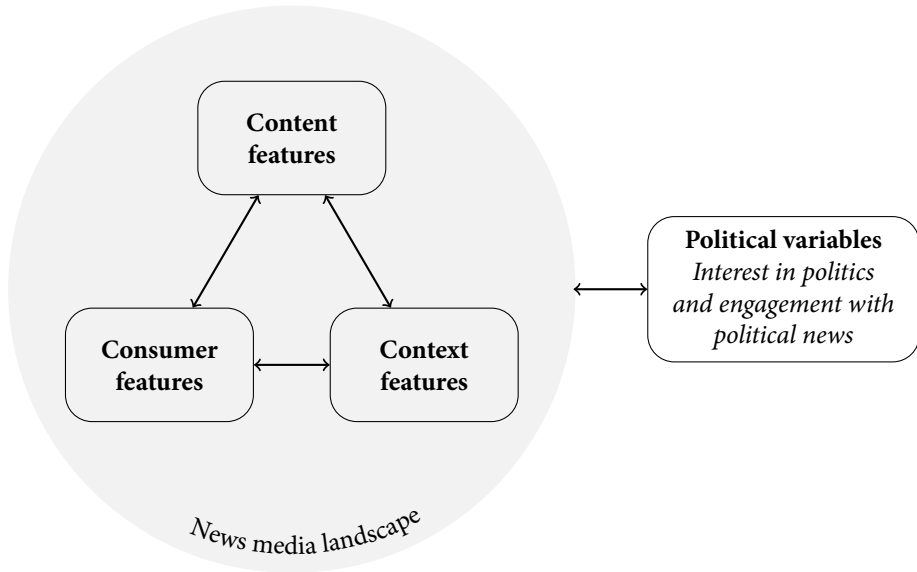 Content
features
Consumer
features
Context
features
News media landscape
Political variables
Interest in politics
and engagement with
political news